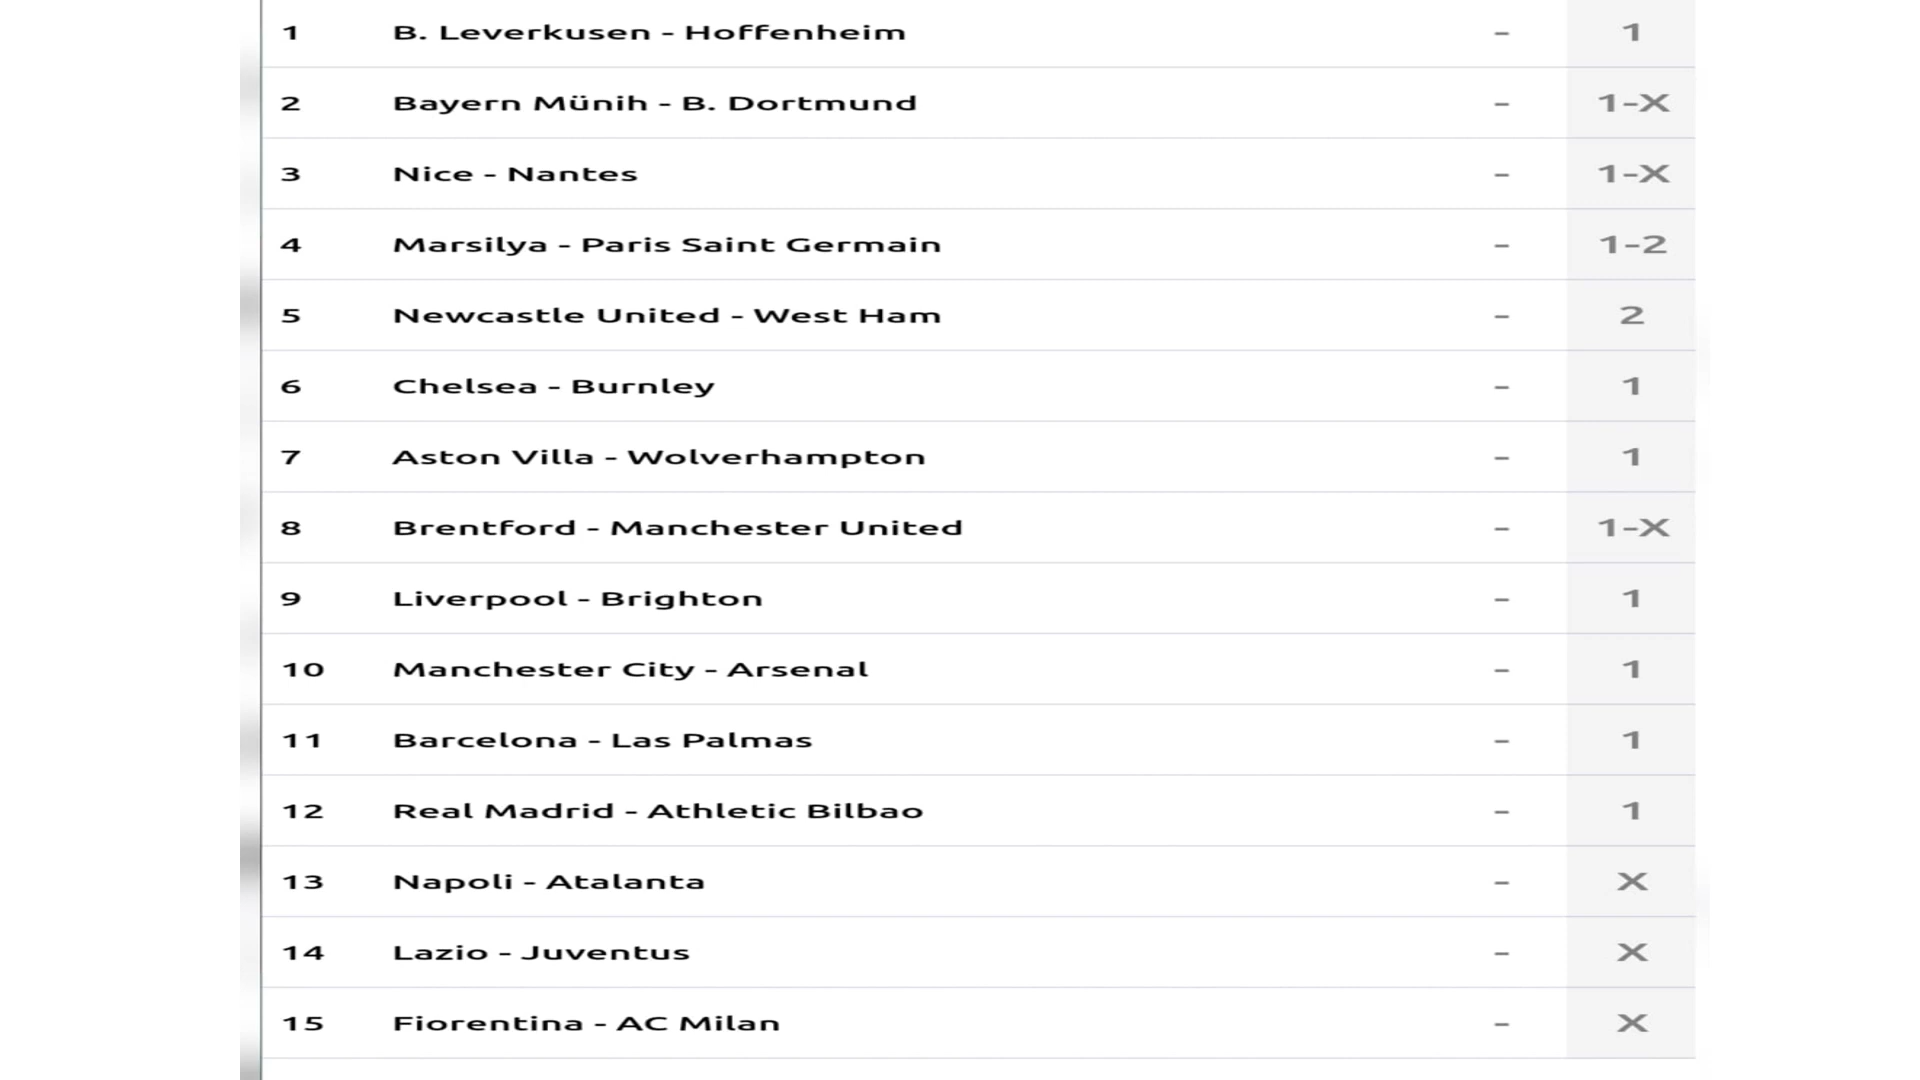 1 B. Leverkusen - Hoffenheim - 1
2 Bayern Münih - B. Dortmund - 1-X
3 Nice - Nantes - 1-X
4 Marsilya - Paris Saint Germain - 1-2
5 Newcastle United - West Ham - 2
6 Chelsea - Burnley - 1
7 Aston Villa - Wolverhampton - 1
8 Brentford - Manchester United - 1-X
9 Liverpool - Brighton - 1
10 Manchester City - Arsenal - 1
11 Barcelona - Las Palmas - 1
12 Real Madrid - Athletic Bilbao - 1
13 Napoli - Atalanta - X
14 Lazio - Juventus - X
15 Fiorentina - AC Milan - X